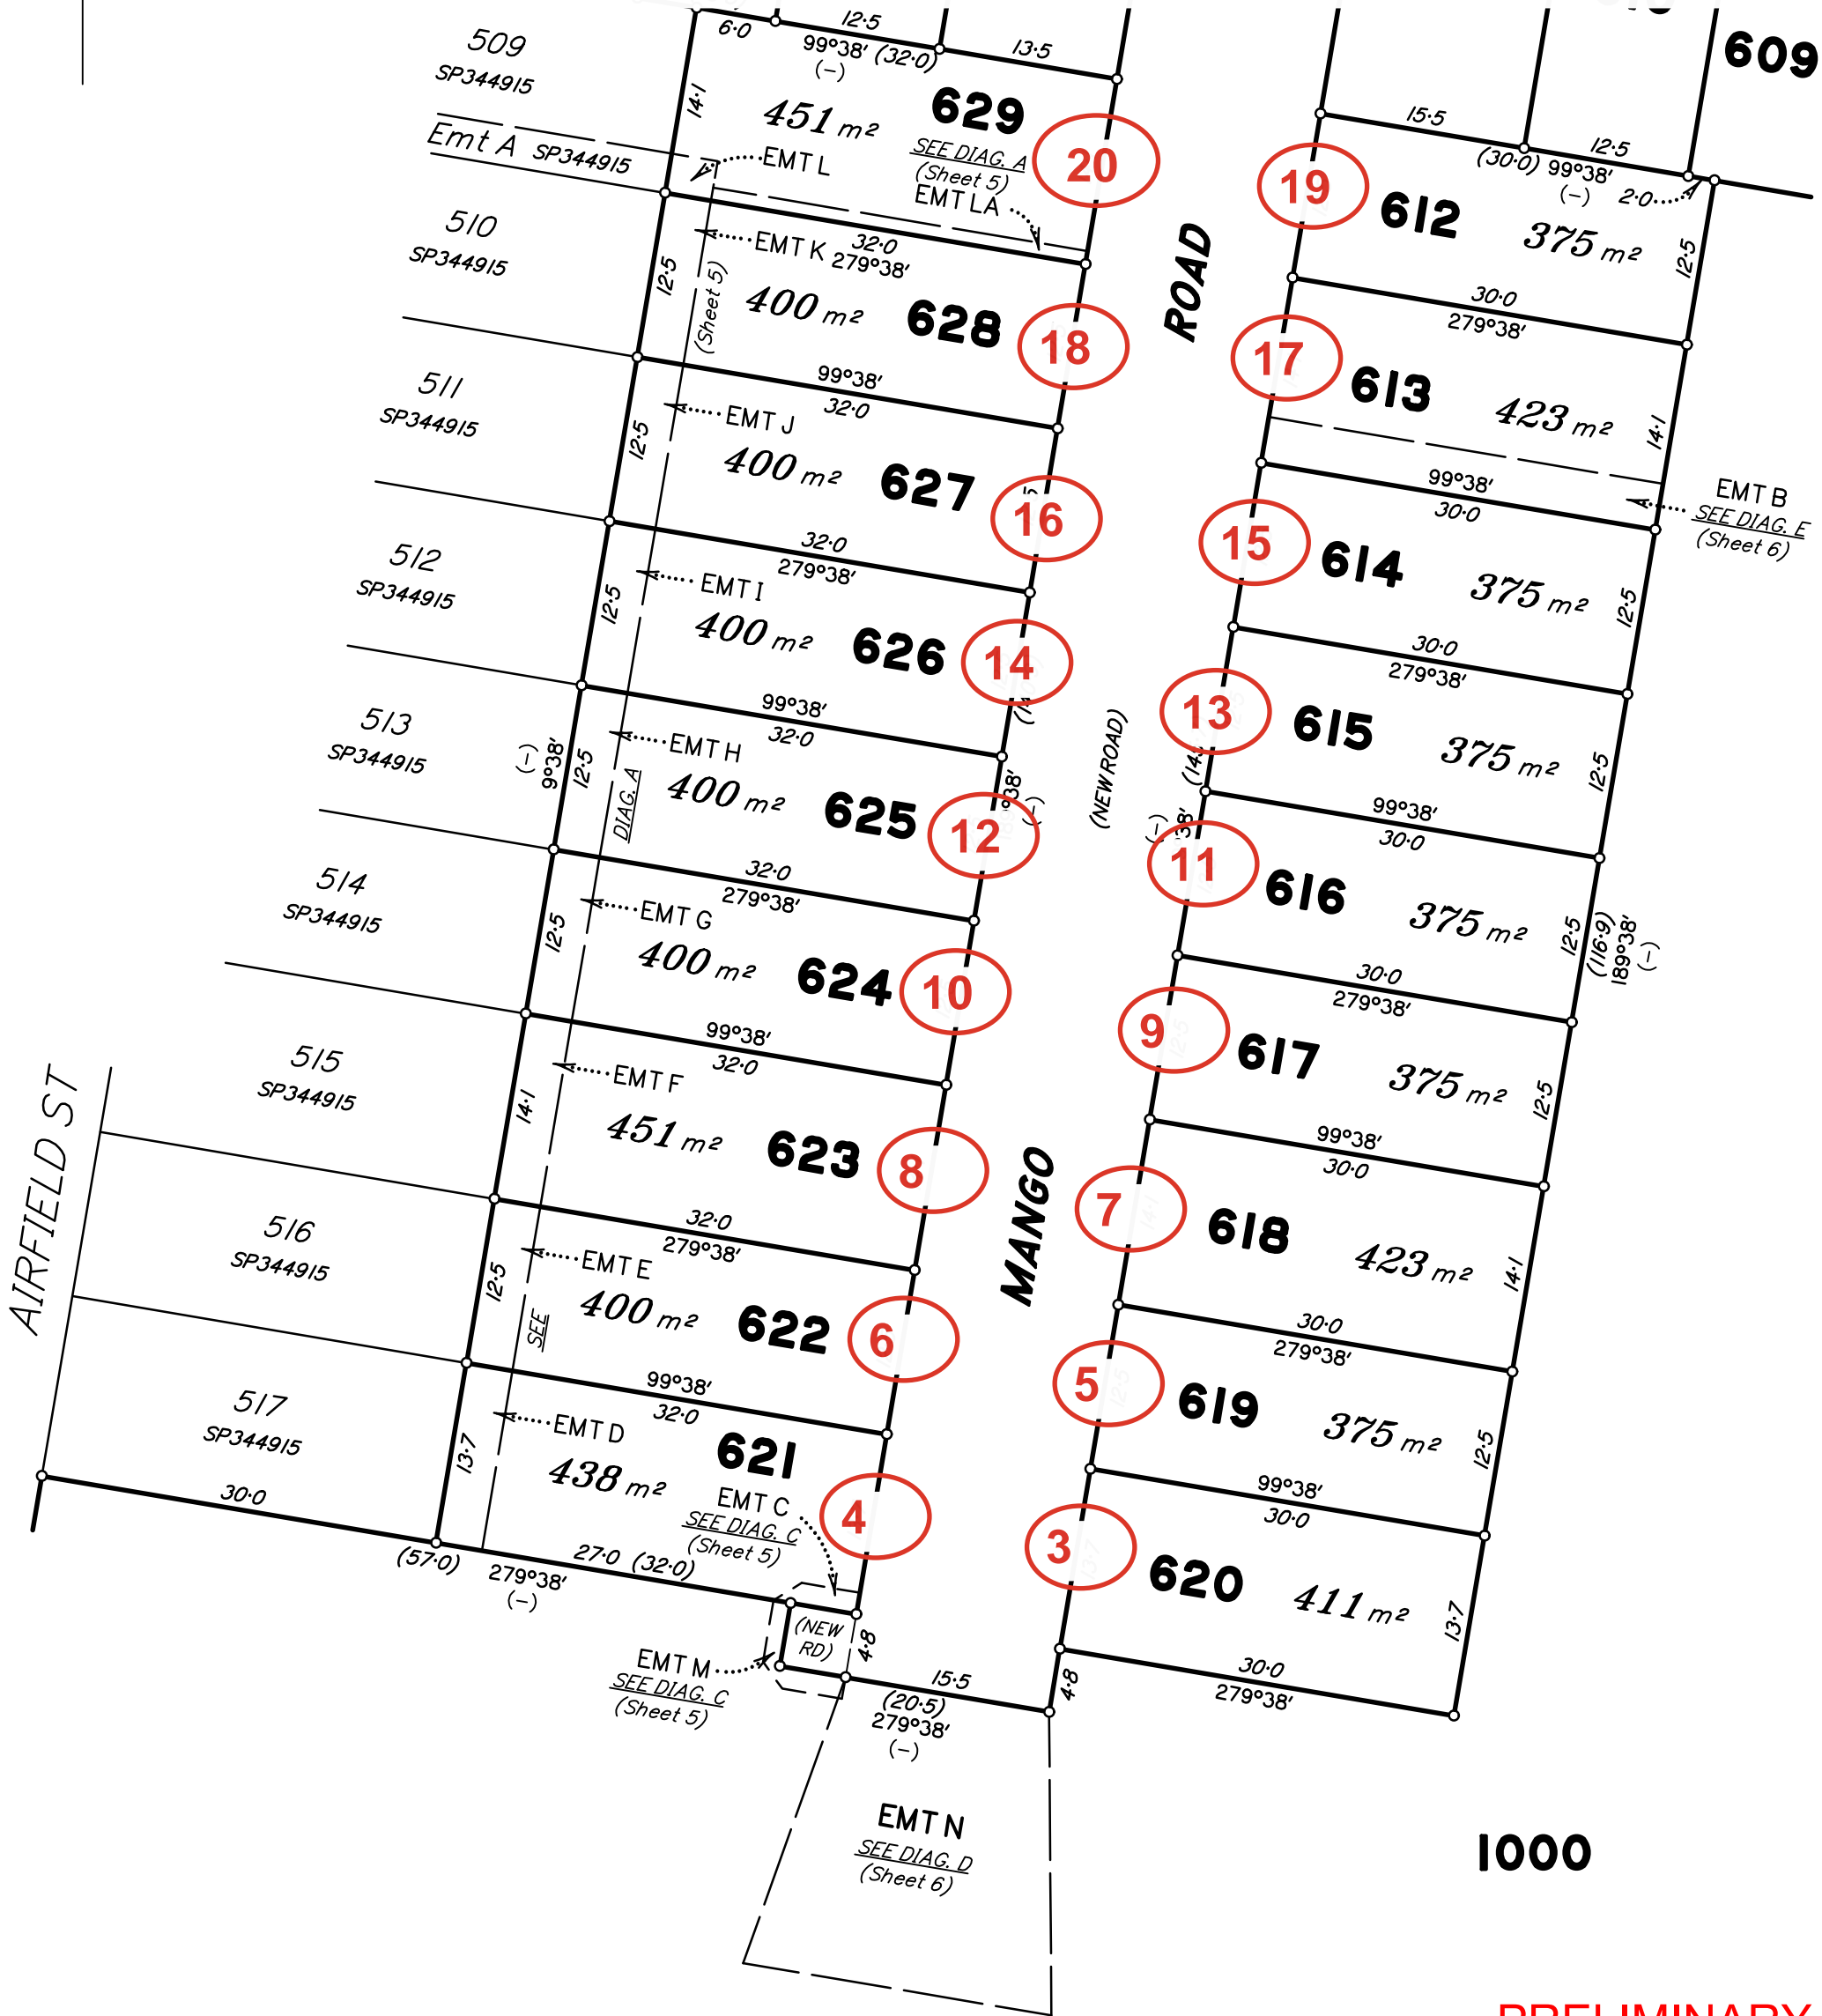 509
SP344915
Emt A SP344915
510
SP344915
511
SP344915
512
SP344915
513
SP344915
514
SP344915
515
SP344915
516
SP344915
517
SP344915
AIRFIELD ST
6·0
12·5
99°38′ (32·0)
(–)
13·5
14·1
451 m²
629
SEE DIAG. A
(Sheet 5)
20
EMT L
EMT LA
32·0
279°38′
EMT K
12·5
(Sheet 5)
400 m²
628
18
99°38′
32·0
EMT J
12·5
400 m²
627
16
32·0
279°38′
EMT I
12·5
400 m²
626
14
99°38′
32·0
EMT H
(–)
9°38′
12·5
DIAG. A
400 m²
625
12
38′
(–)
32·0
279°38′
EMT G
12·5
400 m²
624
10
99°38′
32·0
EMT F
14·1
451 m²
623
8
32·0
279°38′
EMT E
12·5
SEE
400 m²
622
6
99°38′
32·0
EMT D
13·7
621
438 m²
EMT C
SEE DIAG. C
(Sheet 5)
4
30·0
(57·0)
27·0 (32·0)
279°38′
(–)
(NEW
RD)
4·8
EMT M
SEE DIAG. C
(Sheet 5)
15·5
(20·5)
279°38′
(–)
4·8
EMT N
SEE DIAG. D
(Sheet 6)
ROAD
(NEW ROAD)
MANGO
609
15·5
12·5
(30·0) 99°38′
(–)
2·0
19
612
375 m²
12·5
30·0
279°38′
17
613
423 m²
14·1
99°38′
30·0
EMT B
SEE DIAG. E
(Sheet 6)
15
614
375 m²
12·5
30·0
279°38′
13
615
375 m²
12·5
99°38′
30·0
(–)
38′
11
616
375 m²
12·5
(116·9)
189°38′
(–)
30·0
279°38′
9
12·5
617
375 m²
12·5
99°38′
30·0
7
14·1
618
423 m²
14·1
30·0
279°38′
5
12·5
619
375 m²
12·5
99°38′
30·0
3
13·7
620
411 m²
13·7
30·0
279°38′
1000
PRELIMINARY